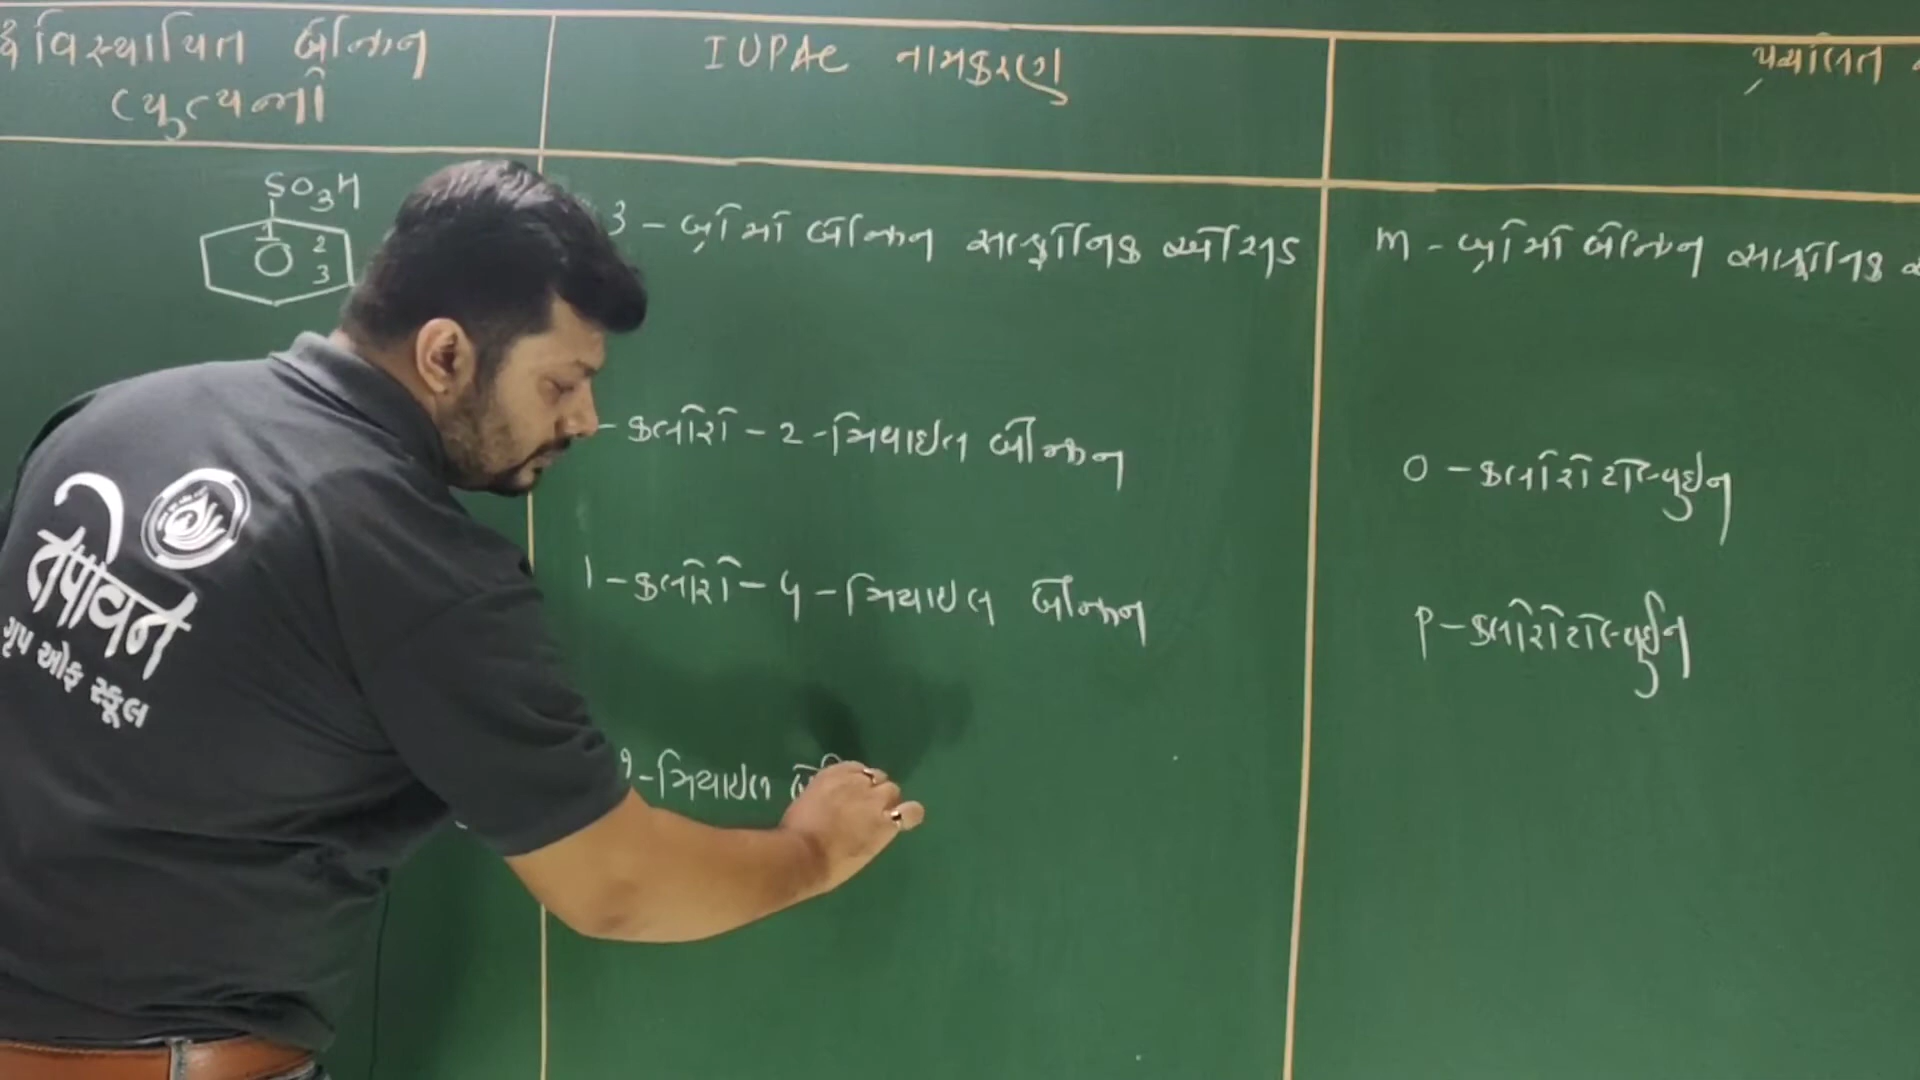 દ્વિવિસ્થાપિત બેન્ઝિન
વ્યુત્પન્નો
IUPAC નામકરણ
પ્રચલિત
SO3H
1
2
3
3 - બ્રોમો બેન્ઝિન સલ્ફોનિક એસિડ
m - બ્રોમો બેન્ઝિન સલ્ફોનિક
- ક્લોરો - 2 - મિથાઇલ બેન્ઝિન
o - ક્લોરો ટોલ્યુઇન
1 - ક્લોરો - 4 - મિથાઇલ બેન્ઝિન
p - ક્લોરો ટોલ્યુઇન
- મિથાઇલ
તપોવન
ગ્રુપ ઓફ સ્કૂલ